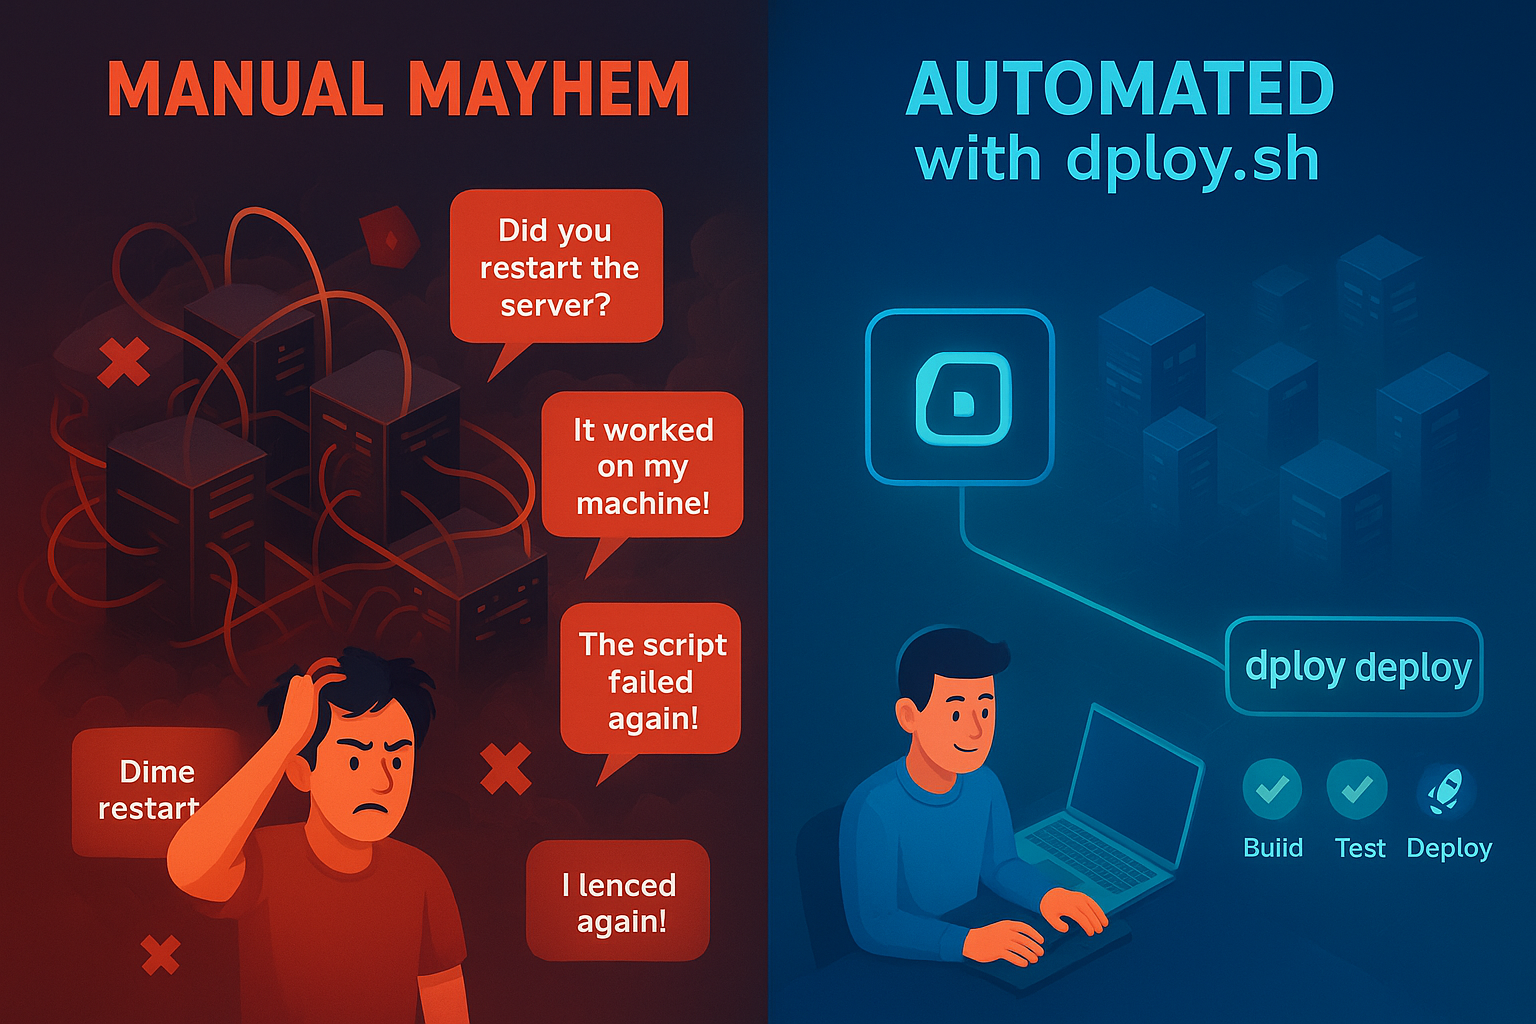 MANUAL MAYHEM
Did you
restart the
server?
It worked
on my
machine!
The script
failed
again!
Dime
restart
I lenced
again!
AUTOMATED
with dploy.sh
dploy deploy
Buiid
Test
Deploy